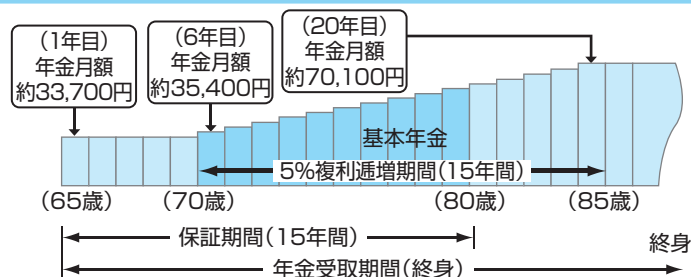 （1年目）
年金月額
約33,700円
（6年目）
年金月額
約35,400円
（20年目）
年金月額
約70,100円
基本年金
5％複利逓増期間（15年間）
（65歳）
（70歳）
（80歳）
（85歳）
保証期間（15年間）
終身
年金受取期間（終身）